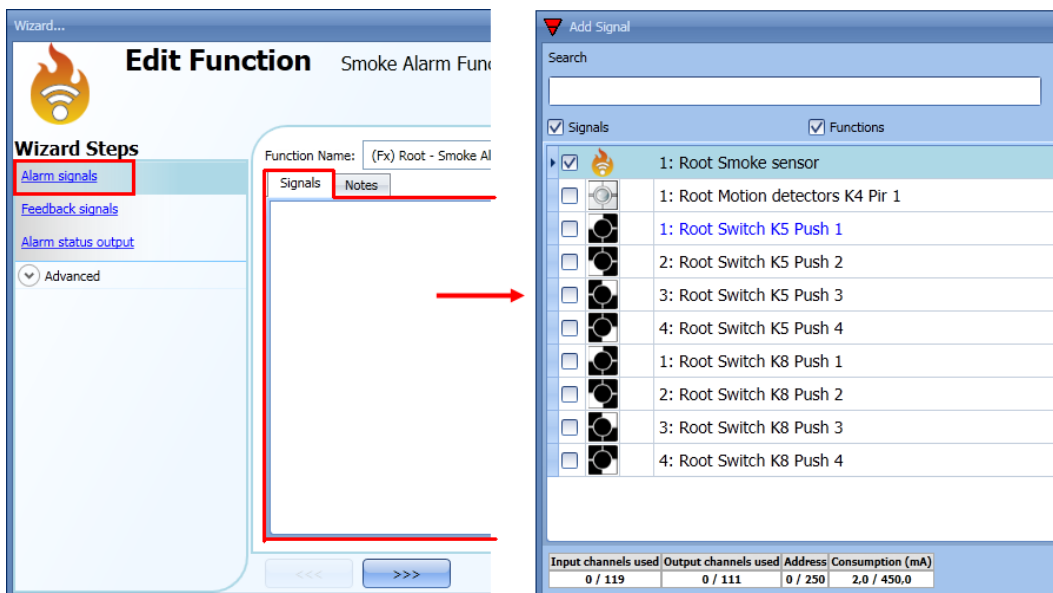 Wizard...
Edit Function Smoke Alarm Fun
Wizard Steps
Alarm signals
Feedback signals
Alarm status output
Advanced
Function Name: (Fx) Root - Smoke Al
Signals Notes
<<< >>>
Add Signal
Search
Signals Functions
1: Root Smoke sensor
1: Root Motion detectors K4 Pir 1
1: Root Switch K5 Push 1
2: Root Switch K5 Push 2
3: Root Switch K5 Push 3
4: Root Switch K5 Push 4
1: Root Switch K8 Push 1
2: Root Switch K8 Push 2
3: Root Switch K8 Push 3
4: Root Switch K8 Push 4
Input channels used Output channels used Address Consumption (mA)
0 / 119 0 / 111 0 / 250 2,0 / 450,0